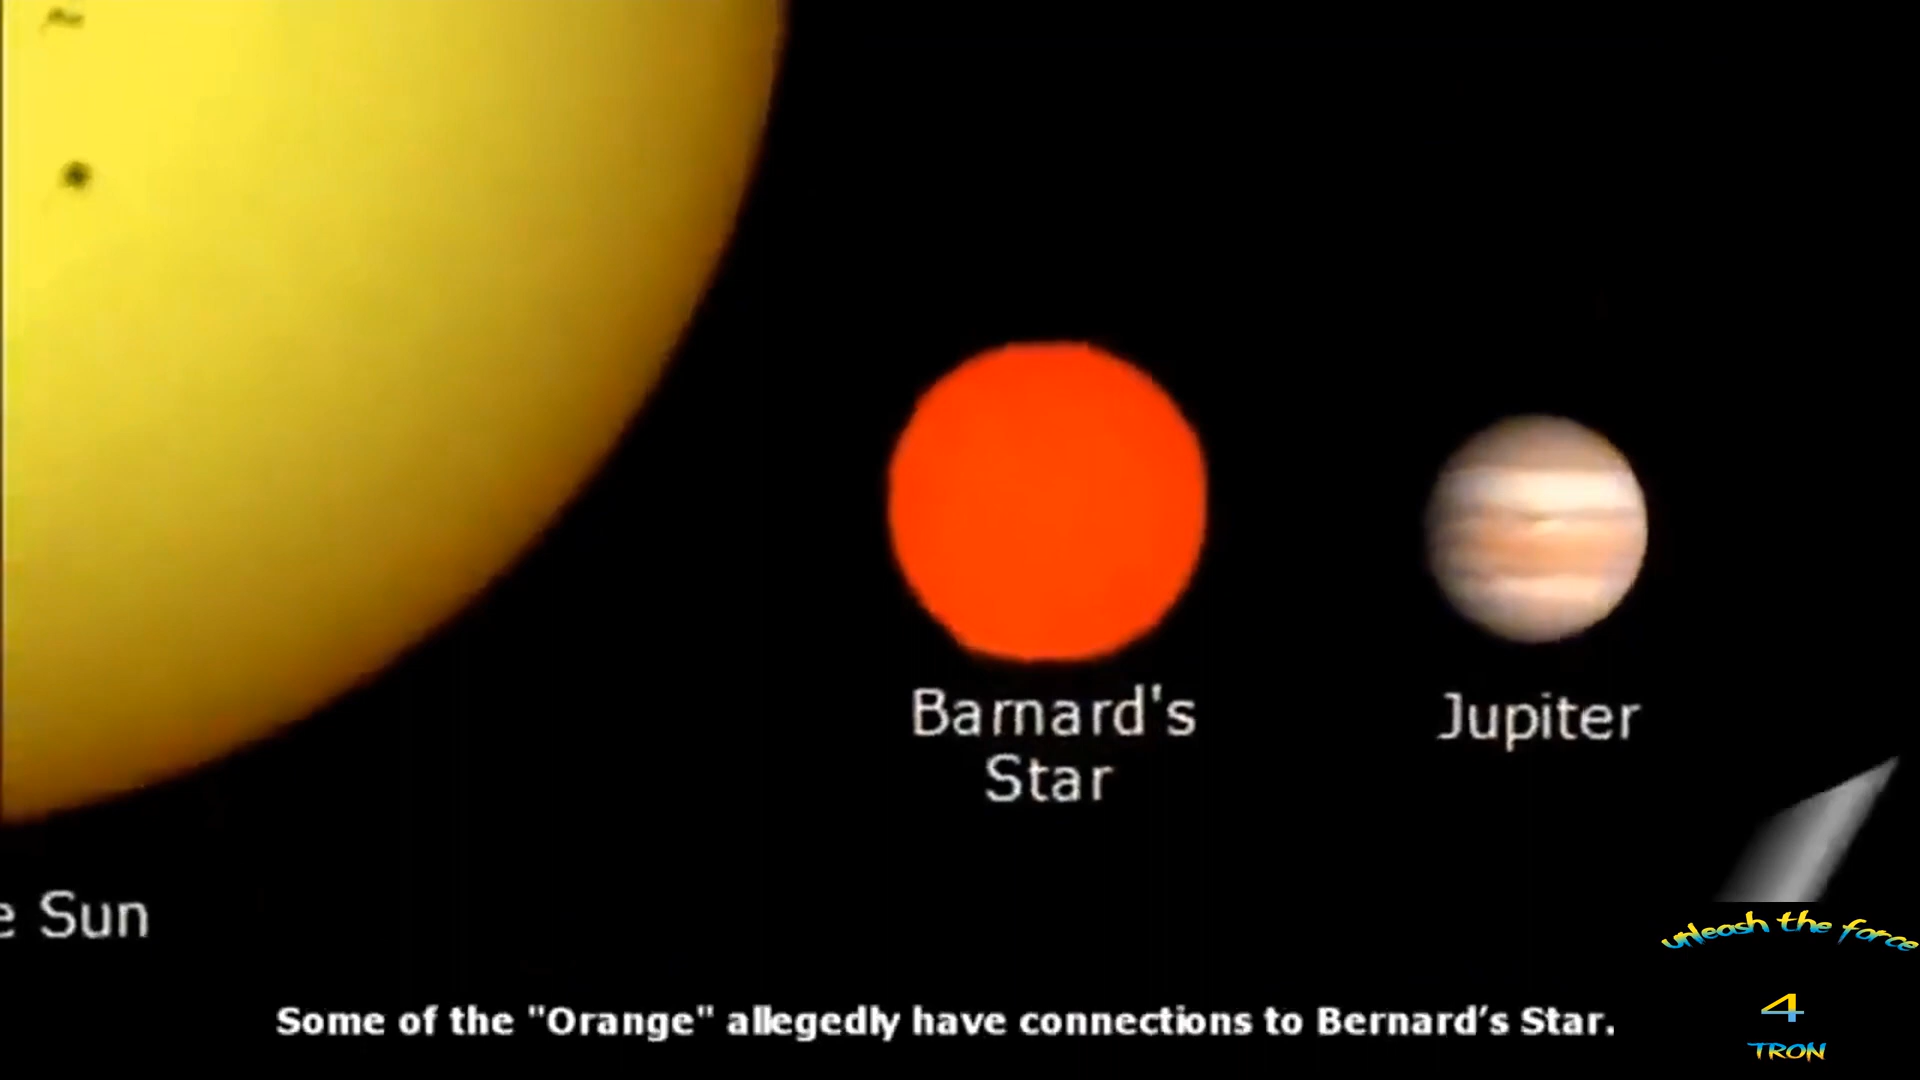 Barnard's
Star
Jupiter
e Sun
Some of the "Orange" allegedly have connections to Bernard's Star.
unleash the force
4
TRON